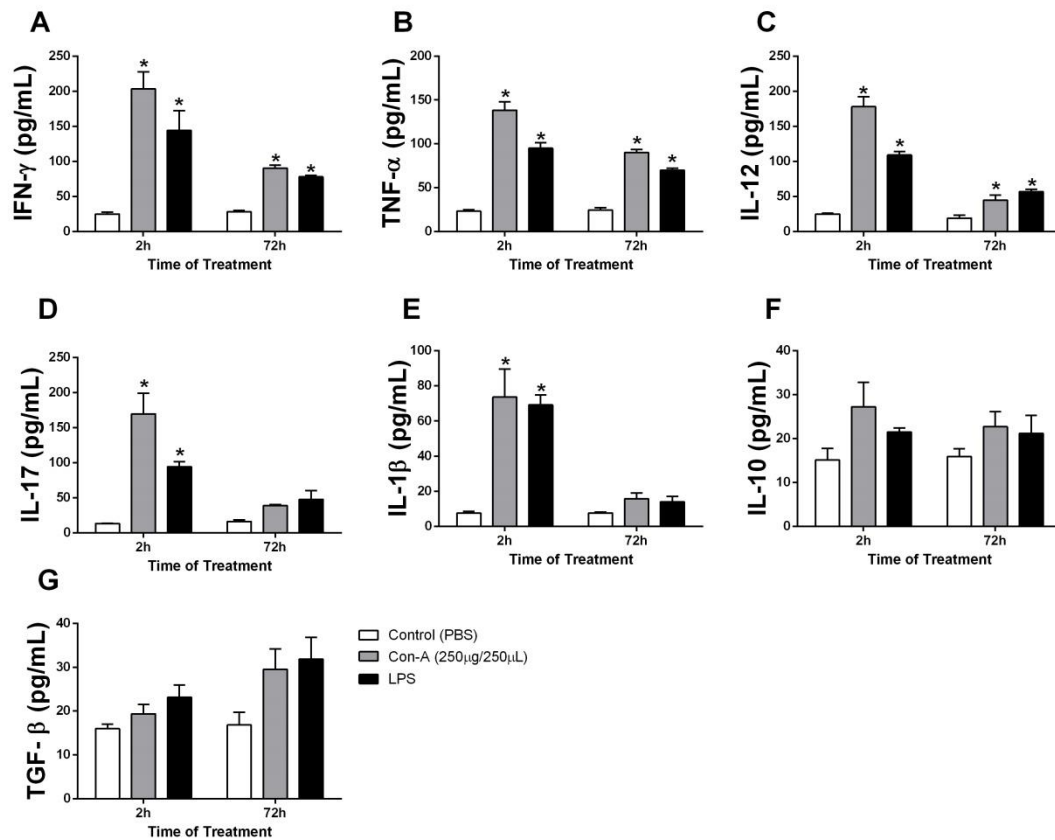 A
IFN-γ (pg/mL)
250
200
150
100
50
0
* * * *
2h 72h
Time of Treatment
B
TNF-α (pg/mL)
200
150
100
50
0
* * * *
2h 72h
Time of Treatment
C
IL-12 (pg/mL)
250
200
150
100
50
0
* * * *
2h 72h
Time of Treatment
D
IL-17 (pg/mL)
250
200
150
100
50
0
* *
2h 72h
Time of Treatment
E
IL-1β (pg/mL)
100
80
60
40
20
0
* *
2h 72h
Time of Treatment
F
IL-10 (pg/mL)
40
30
20
10
0
2h 72h
Time of Treatment
G
TGF- β (pg/mL)
40
30
20
10
0
2h 72h
Time of Treatment
Control (PBS)
Con-A (250µg/250µL)
LPS